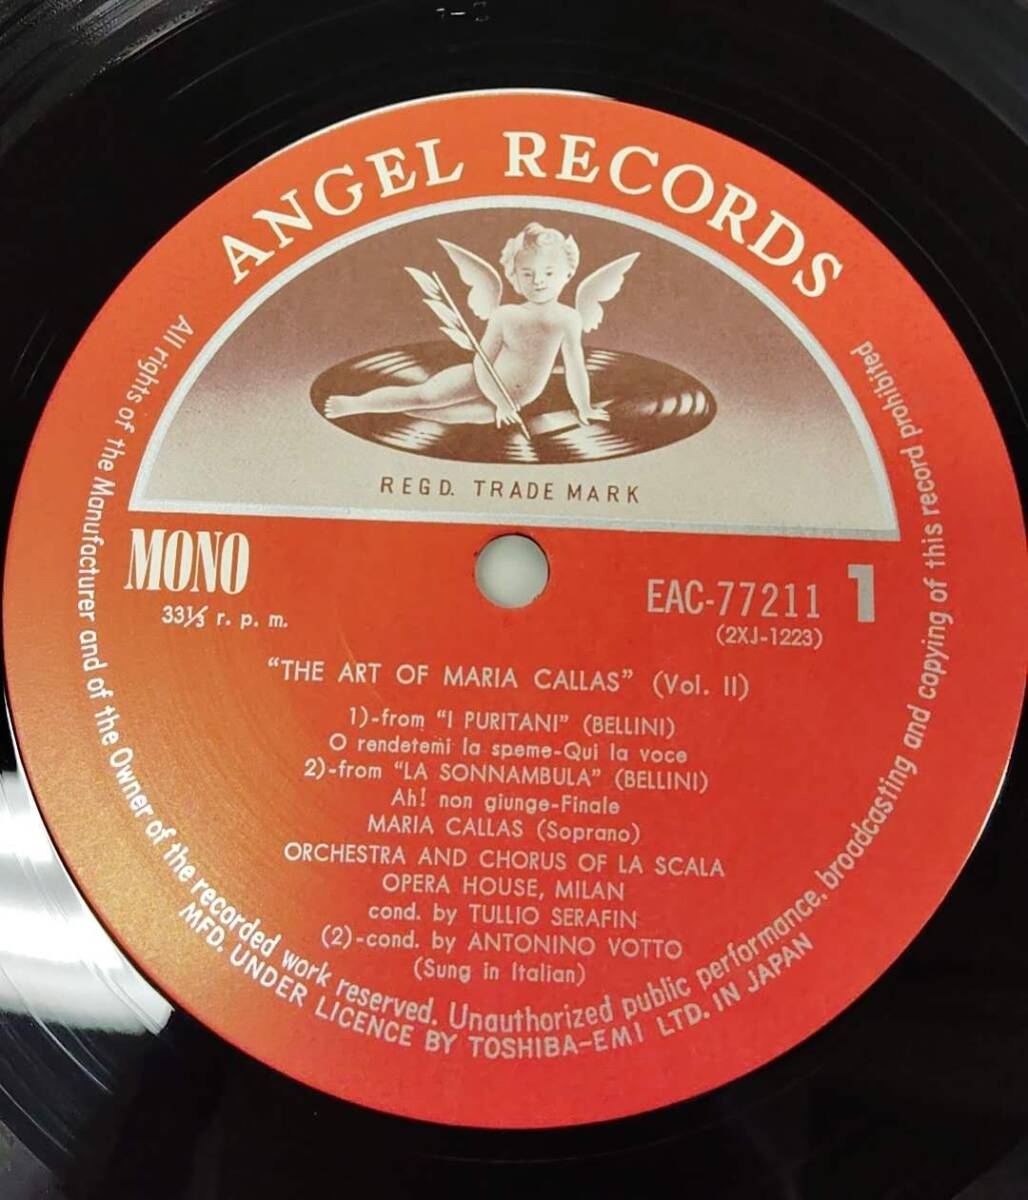 ANGEL RECORDS
REGD. TRADE MARK
MONO
33⅓ r. p. m.
EAC-77211 1
(2XJ-1223)
"THE ART OF MARIA CALLAS" (Vol. II)
1)-from "I PURITANI" (BELLINI)
O rendetemi la speme-Qui la voce
2)-from "LA SONNAMBULA" (BELLINI)
Ah! non giunge-Finale
MARIA CALLAS (Soprano)
ORCHESTRA AND CHORUS OF LA SCALA
OPERA HOUSE, MILAN
cond. by TULLIO SERAFIN
(2)-cond. by ANTONINO VOTTO
(Sung in Italian)
All rights of the Manufacturer and of the Owner of the recorded work reserved. Unauthorized public performance, broadcasting and copying of this record prohibited
MFD. UNDER LICENCE BY TOSHIBA-EMI LTD. IN JAPAN